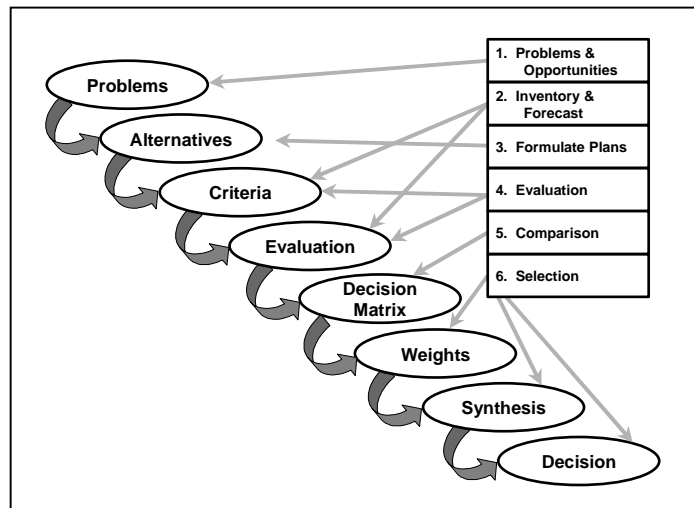 1. Problems &
Opportunities
Problems
2. Inventory &
Forecast
Alternatives
3. Formulate Plans
Criteria
4. Evaluation
Evaluation
5. Comparison
Decision
Matrix
6. Selection
Weights
Synthesis
Decision